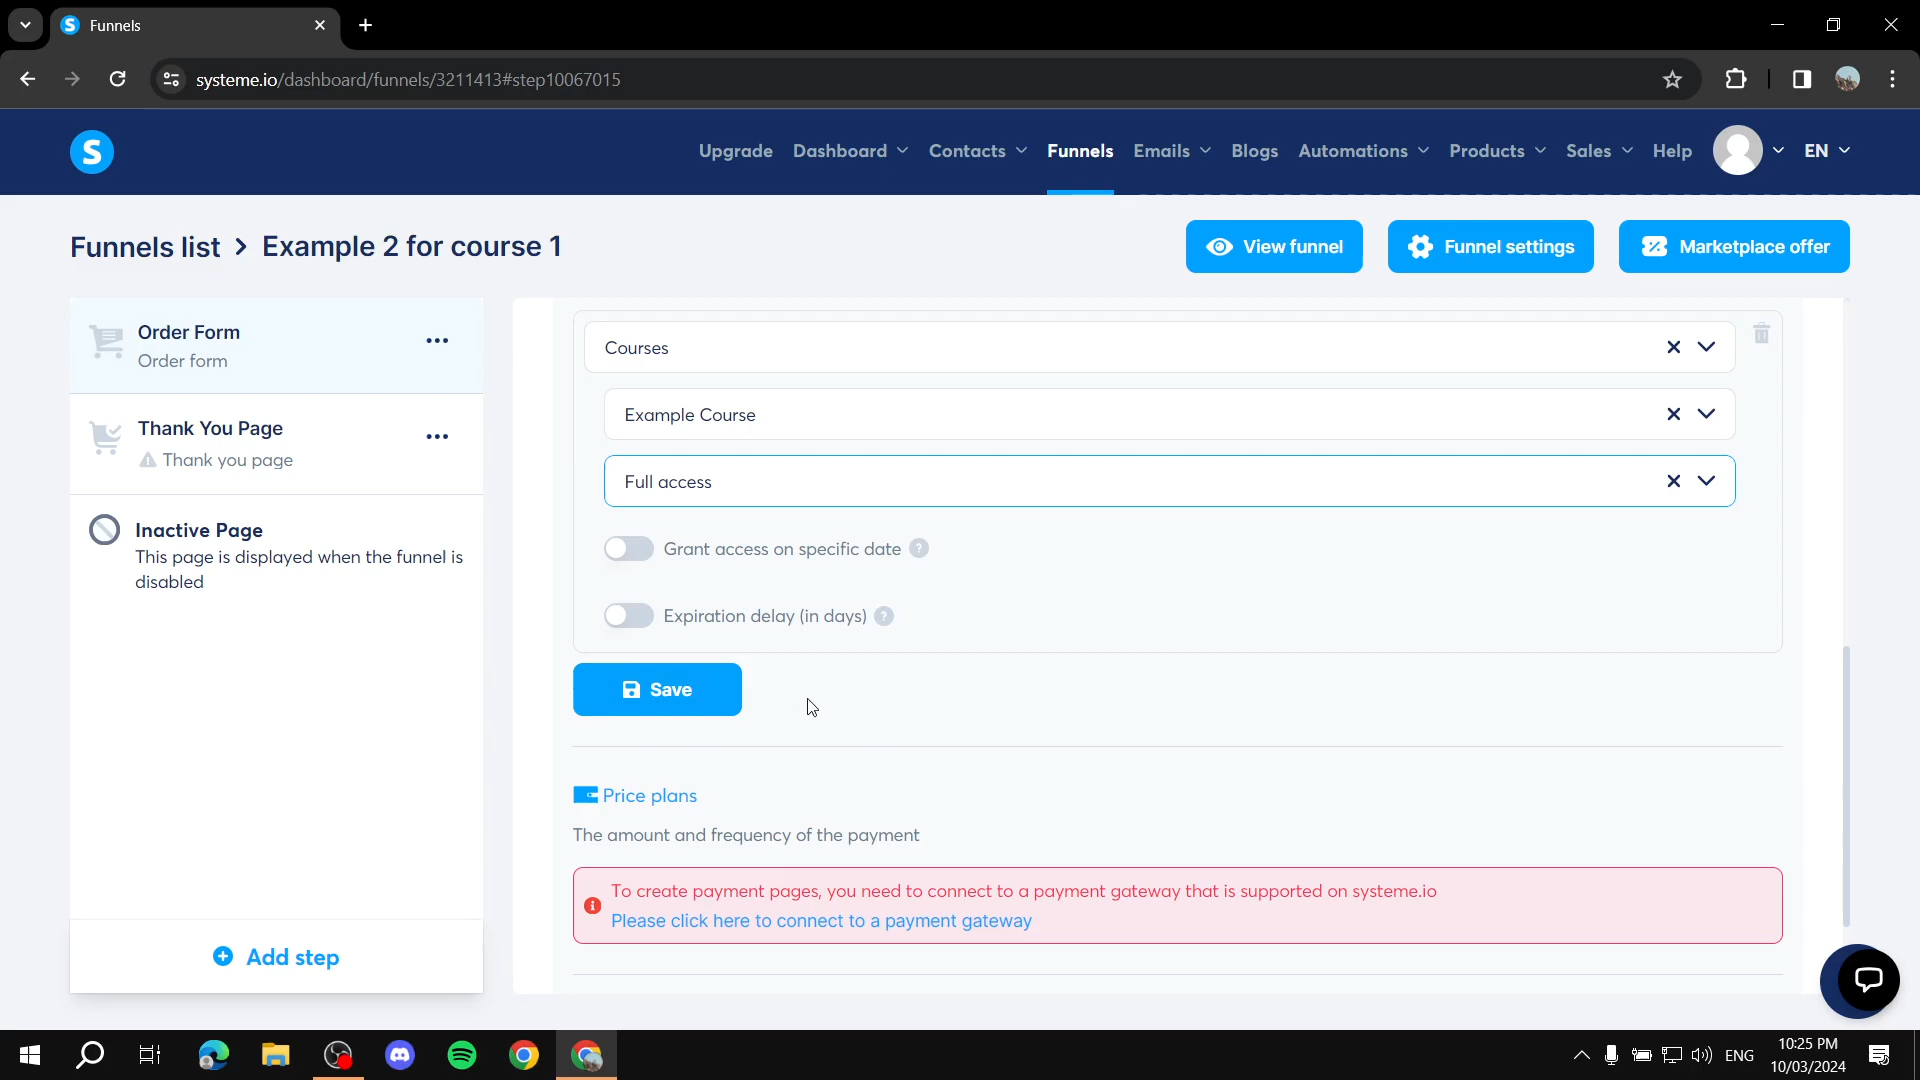 Funnels
systeme.io/dashboard/funnels/3211413#step10067015
S
Upgrade Dashboard Contacts Funnels Emails Blogs Automations Products Sales Help EN
Funnels list > Example 2 for course 1
View funnel
Funnel settings
Marketplace offer
Order Form
Order form
Thank You Page
Thank you page
Inactive Page
This page is displayed when the funnel is
disabled
Add step
Courses
Example Course
Full access
Grant access on specific date ?
Expiration delay (in days) ?
Save
Price plans
The amount and frequency of the payment
To create payment pages, you need to connect to a payment gateway that is supported on systeme.io
Please click here to connect to a payment gateway
ENG
10:25 PM
10/03/2024